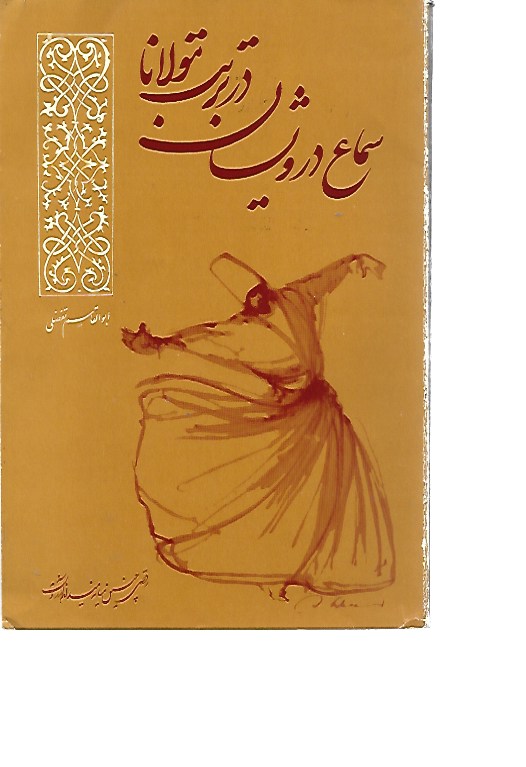 سماع درویشان
در تربت مولانا
ابوالقاسم تفضلی